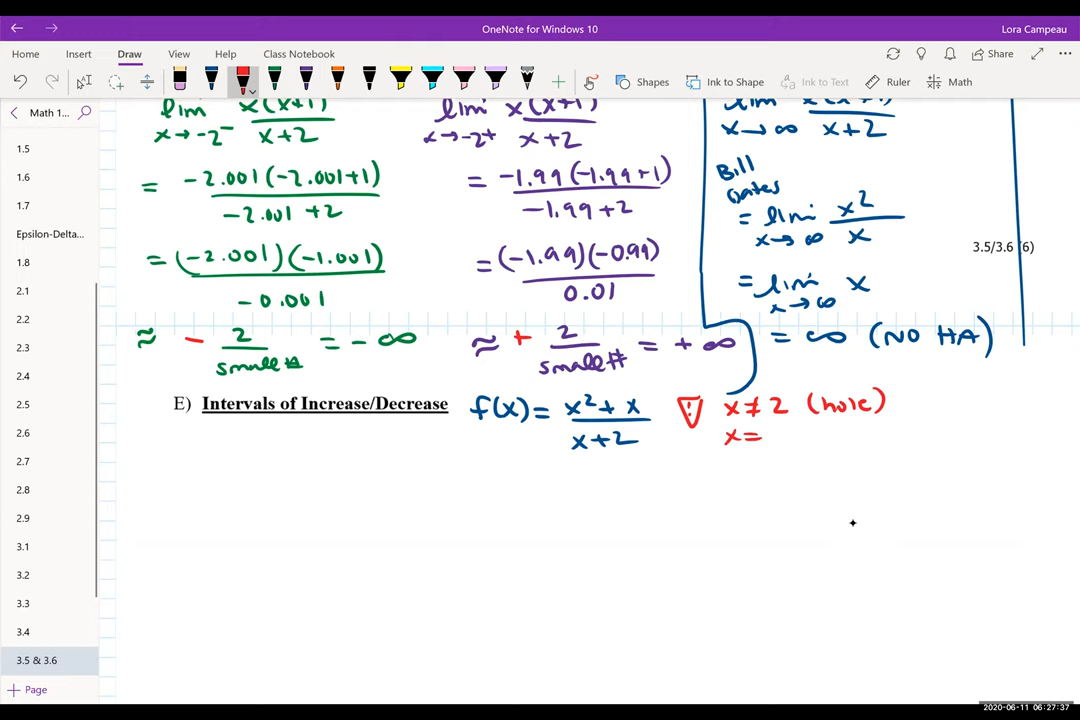 OneNote for Windows 10
Lora Campeau
Home Insert Draw View Help Class Notebook
Share
Shapes Ink to Shape Ink to Text Ruler Math
Math 1...
1.5
1.6
1.7
Epsilon-Delta...
1.8
2.1
2.2
2.3
2.4
2.5
2.6
2.7
2.8
2.9
3.1
3.2
3.3
3.4
3.5 & 3.6
Page
lim x→-2⁻ x(x+1) / x+2
= -2.001(-2.001+1) / -2.001+2
= (-2.001)(-1.001) / -0.001
≈ - 2 / small # = -∞
lim x→-2+ x(x+1) / x+2
= -1.99(-1.99+1) / -1.99+2
= (-1.99)(-0.99) / 0.01
≈ + 2 / small # = +∞
lim x→∞ x(x+1) / x+2
Bill
Gates
= lim x→∞ x² / x
= lim x→∞ x
= ∞ (NO HA)
3.5/3.6 (6)
E) Intervals of Increase/Decrease f(x) = x²+x / x+2 x≠2 (hole)
x=
2020-06-11 06:27:37